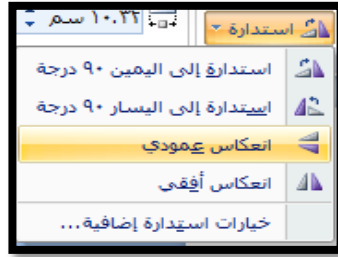 استدارة ١٠.٣٢ سم
استدارة إلى اليمين ٩٠ درجة
استدارة إلى اليسار ٩٠ درجة
انعكاس عمودي
انعكاس أفقي
خيارات استدارة إضافية...